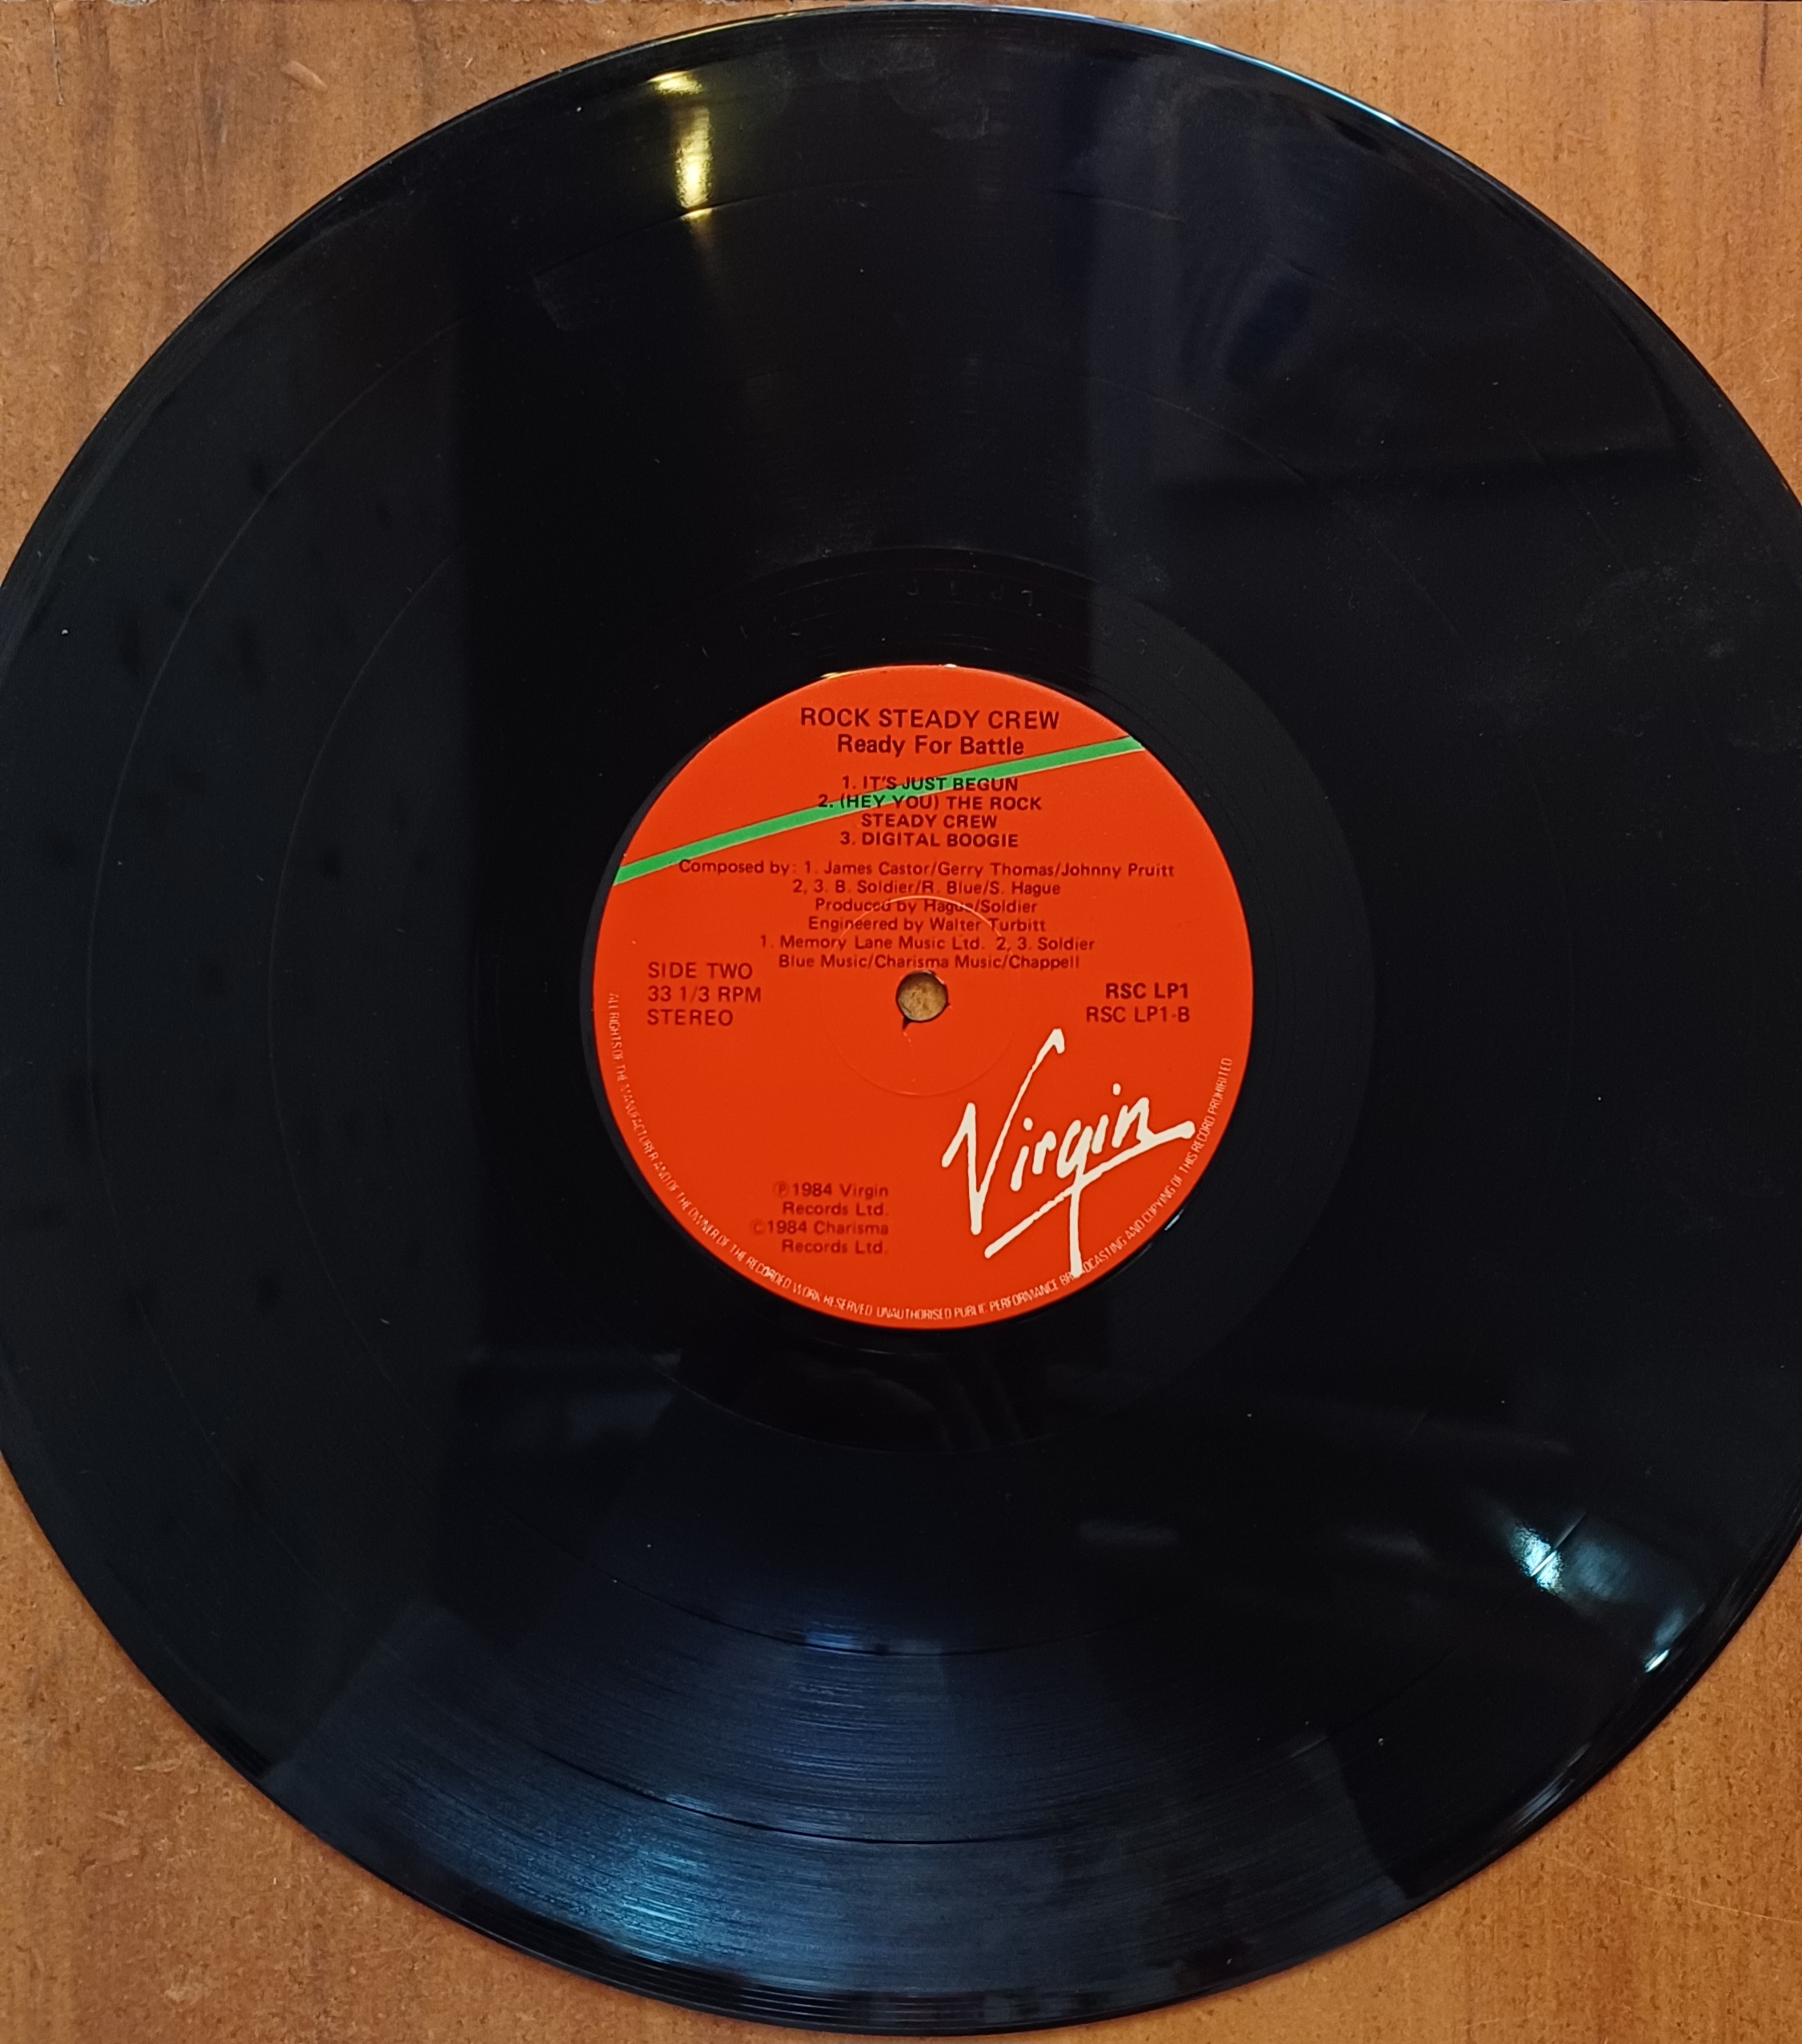 ROCK STEADY CREW
Ready For Battle
1. IT'S JUST BEGUN
2. (HEY YOU) THE ROCK
STEADY CREW
3. DIGITAL BOOGIE
Composed by: 1. James Castor/Gerry Thomas/Johnny Pruitt
2, 3. B. Soldier/R. Blue/S. Hague
Produced by Hague/Soldier
Engineered by Walter Turbitt
1. Memory Lane Music Ltd. 2, 3. Soldier
Blue Music/Charisma Music/Chappell
SIDE TWO
33 1/3 RPM
STEREO
RSC LP1
RSC LP1-B
Virgin
℗1984 Virgin
Records Ltd.
©1984 Charisma
Records Ltd.
ALL RIGHTS OF THE MANUFACTURER AND OF THE OWNER OF THE RECORDED WORK RESERVED. UNAUTHORISED PUBLIC PERFORMANCE BROADCASTING AND COPYING OF THIS RECORD PROHIBITED